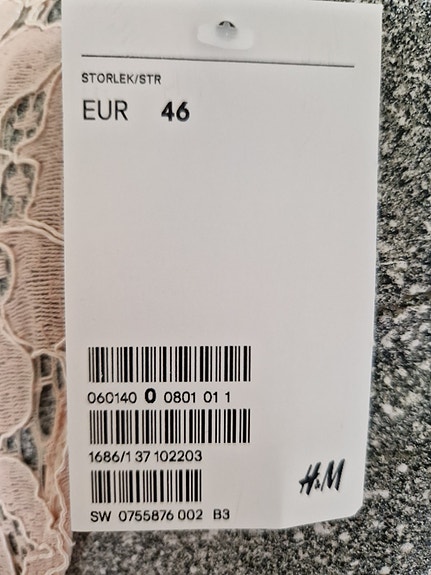 STORLEK/STR
EUR 46
060140 0 0801 01 1
1686/1 37 102203
H&M
SW 0755876 002 B3